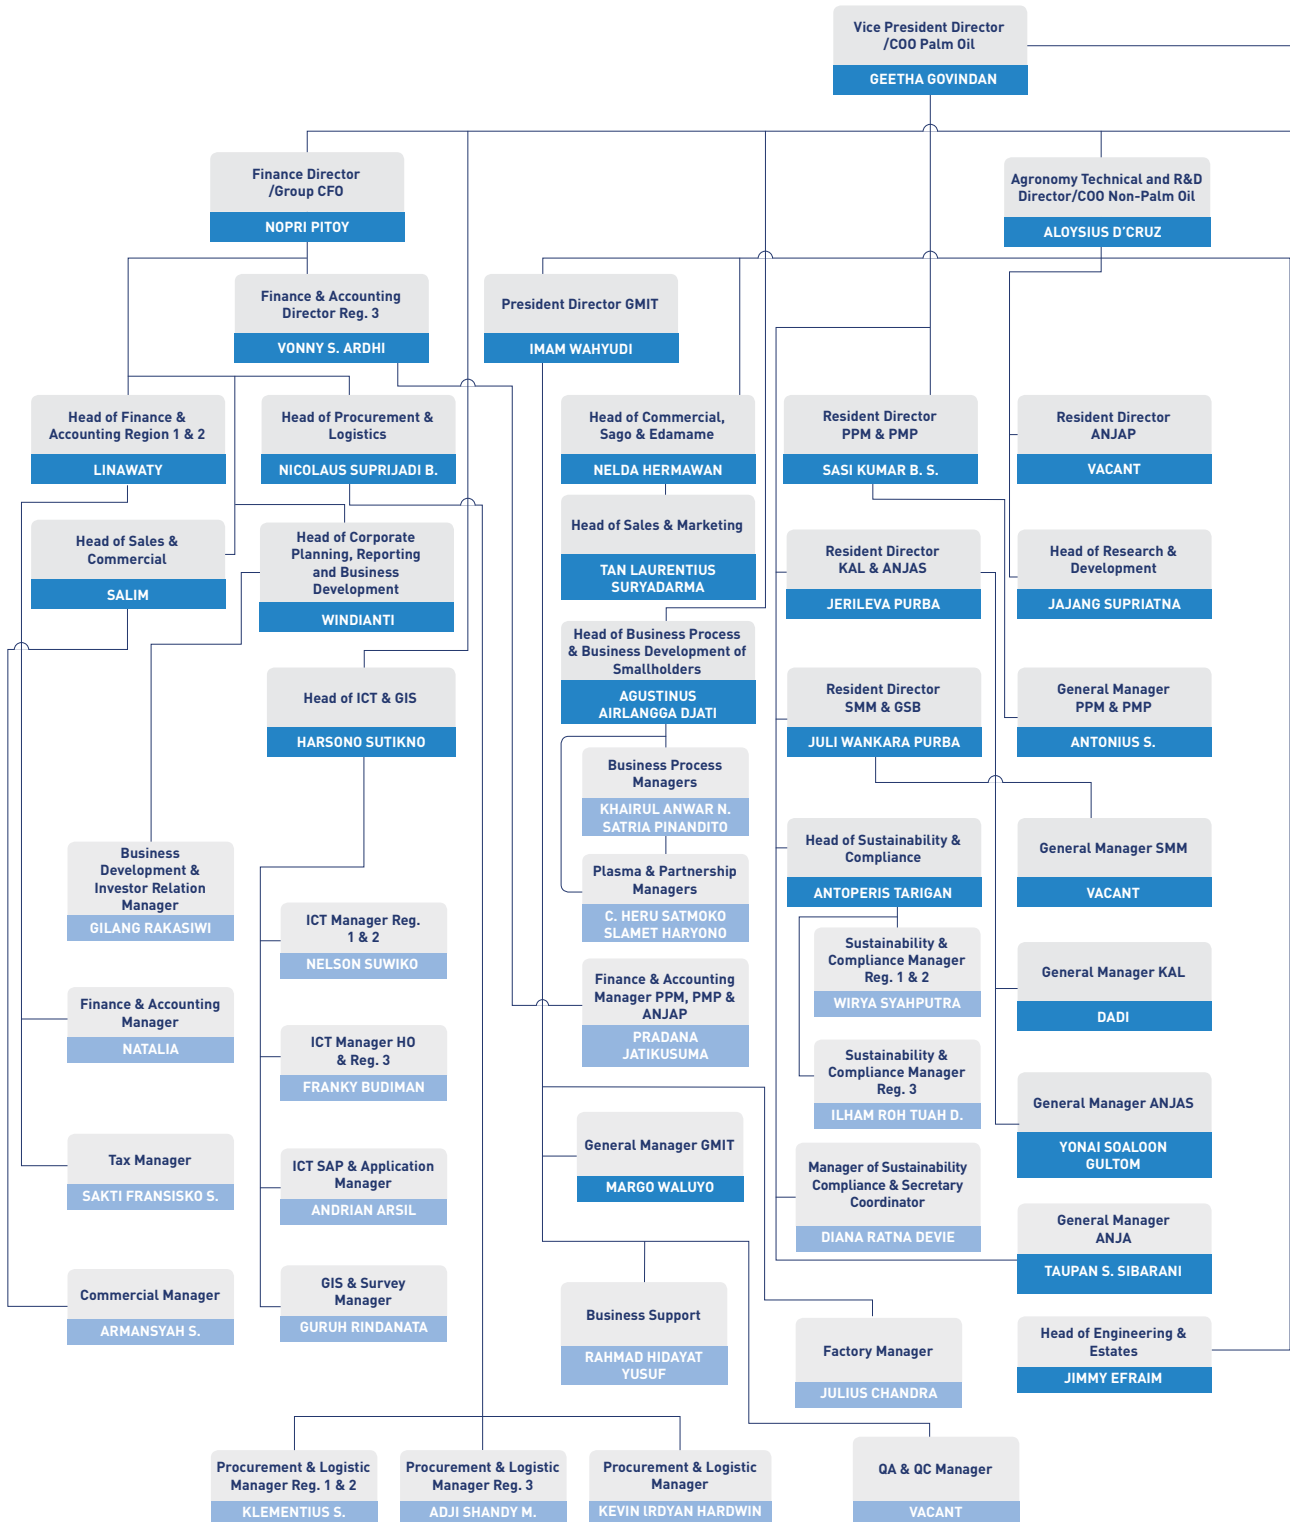 Vice President Director
/COO Palm Oil
GEETHA GOVINDAN
Finance Director
/Group CFO
NOPRI PITOY
Agronomy Technical and R&D
Director/COO Non-Palm Oil
ALOYSIUS D'CRUZ
Finance & Accounting
Director Reg. 3
VONNY S. ARDHI
President Director GMIT
IMAM WAHYUDI
Head of Finance &
Accounting Region 1 & 2
LINAWATY
Head of Procurement &
Logistics
NICOLAUS SUPRIJADI B.
Head of Commercial,
Sago & Edamame
NELDA HERMAWAN
Resident Director
PPM & PMP
SASI KUMAR B. S.
Resident Director
ANJAP
VACANT
Head of Sales &
Commercial
SALIM
Head of Corporate
Planning, Reporting
and Business
Development
WINDIANTI
Head of Sales & Marketing
TAN LAURENTIUS
SURYADARMA
Resident Director
KAL & ANJAS
JERILEVA PURBA
Head of Research &
Development
JAJANG SUPRIATNA
Head of ICT & GIS
HARSONO SUTIKNO
Head of Business Process
& Business Development of
Smallholders
AGUSTINUS
AIRLANGGA DJATI
Resident Director
SMM & GSB
JULI WANKARA PURBA
General Manager
PPM & PMP
ANTONIUS S.
Business Process
Managers
KHAIRUL ANWAR N.
SATRIA PINANDITO
Business
Development &
Investor Relation
Manager
GILANG RAKASIWI
Plasma & Partnership
Managers
C. HERU SATMOKO
SLAMET HARYONO
Head of Sustainability &
Compliance
ANTOPERIS TARIGAN
General Manager SMM
VACANT
ICT Manager Reg.
1 & 2
NELSON SUWIKO
Sustainability &
Compliance Manager
Reg. 1 & 2
WIRYA SYAHPUTRA
General Manager KAL
DADI
Finance & Accounting
Manager
NATALIA
ICT Manager HO
& Reg. 3
FRANKY BUDIMAN
Finance & Accounting
Manager PPM, PMP &
ANJAP
PRADANA
JATIKUSUMA
Sustainability &
Compliance Manager
Reg. 3
ILHAM ROH TUAH D.
General Manager ANJAS
YONAI SOALOON
GULTOM
Tax Manager
SAKTI FRANSISKO S.
ICT SAP & Application
Manager
ANDRIAN ARSIL
General Manager GMIT
MARGO WALUYO
Manager of Sustainability
Compliance & Secretary
Coordinator
DIANA RATNA DEVIE
General Manager
ANJA
TAUPAN S. SIBARANI
Commercial Manager
ARMANSYAH S.
GIS & Survey
Manager
GURUH RINDANATA
Business Support
RAHMAD HIDAYAT
YUSUF
Factory Manager
JULIUS CHANDRA
Head of Engineering &
Estates
JIMMY EFRAIM
Procurement & Logistic
Manager Reg. 1 & 2
KLEMENTIUS S.
Procurement & Logistic
Manager Reg. 3
ADJI SHANDY M.
Procurement & Logistic
Manager
KEVIN lRDYAN HARDWIN
QA & QC Manager
VACANT